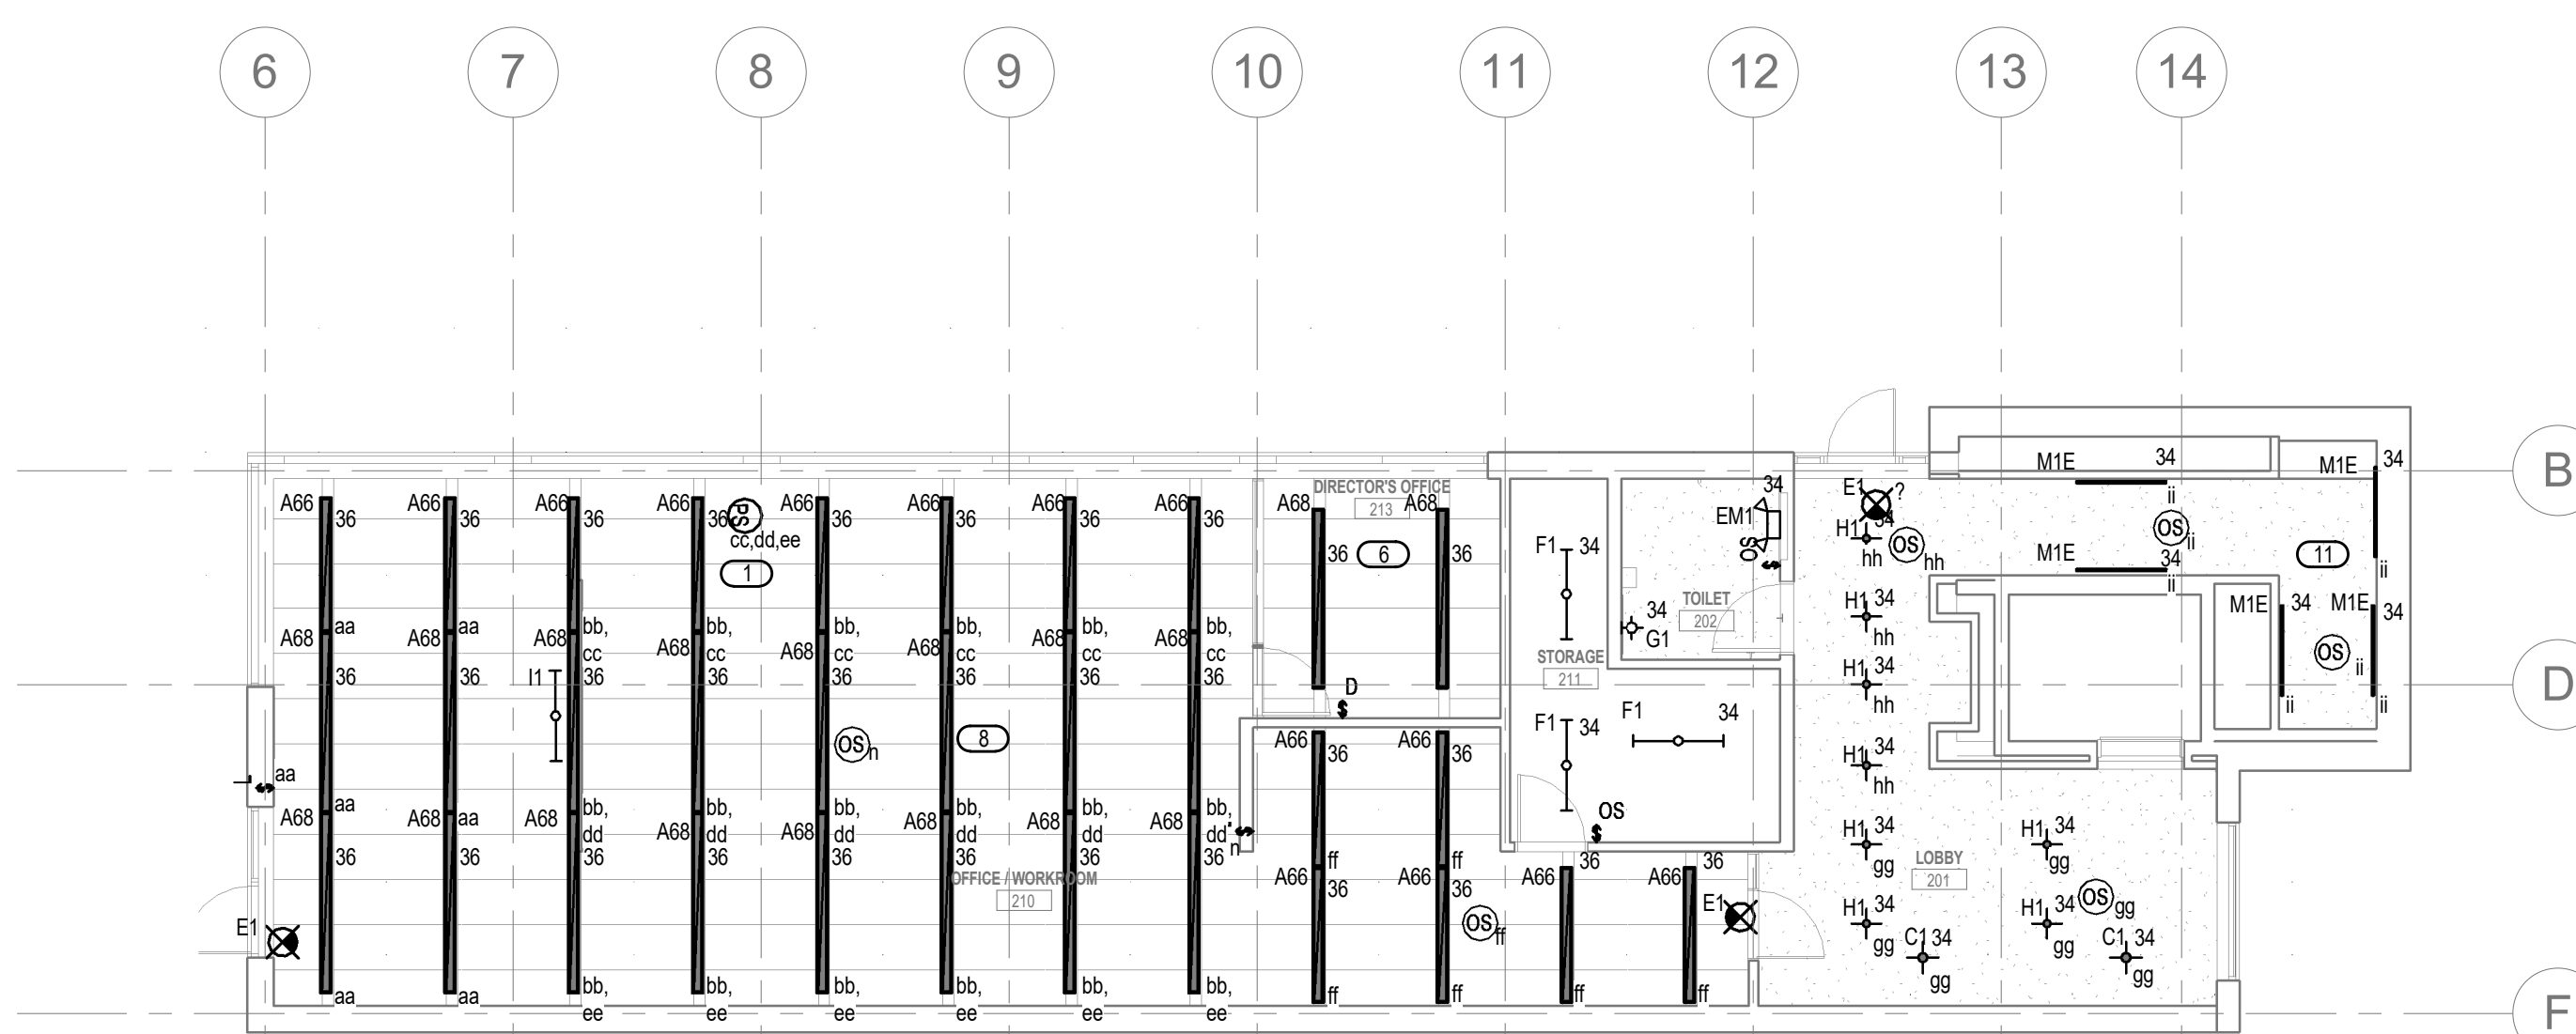 6 7 8 9 10 11 12 13 14
B
M1E 34 M1E 34
DIRECTOR'S OFFICE
213
A66 A66 A66 A66 A66 A66 A66 A66 A68 A68
34
E1 ?
ii
36 36 36 36 36 36 36 36
PS
EM1
H1 34
OS ii
cc,dd,ee
OS hh
hh
SO
F1 34
36 6 36
M1E 34
ii
11
ii
1
TOILET
202
34
G1
H1 34
hh
M1E 34 M1E 34
aa aa bb, bb, bb, bb, bb, bb,
A68 A68 A68 A68 A68 A68 A68 A68
cc cc cc cc cc cc
36 36 36 36 36 36 36 36
STORAGE
211
OS ii
H1 34
hh
D
I1
D
ii ii
F1 34
F1 34
A66 A66
36 36
OS n
8
H1 34
hh
L aa
aa aa bb, bb, bb, bb, bb, bb,
A68 A68 A68 A68 A68 A68 A68 A68
dd dd dd dd dd dd
n
36 36 36 36 36 36 36 36
OS
H1 34
gg
H1 34
gg
ff ff 36 36
A66 A66 A66 A66
36 36
OFFICE / WORKROOM
210
LOBBY
201
E1
E1
OS ff
H1 34
gg
H1 34
gg
OS gg
C1 34
gg
C1 34
gg
aa aa bb, bb, bb, bb, bb, bb,
ee ee ee ee ee ee
ff ff ff ff
F